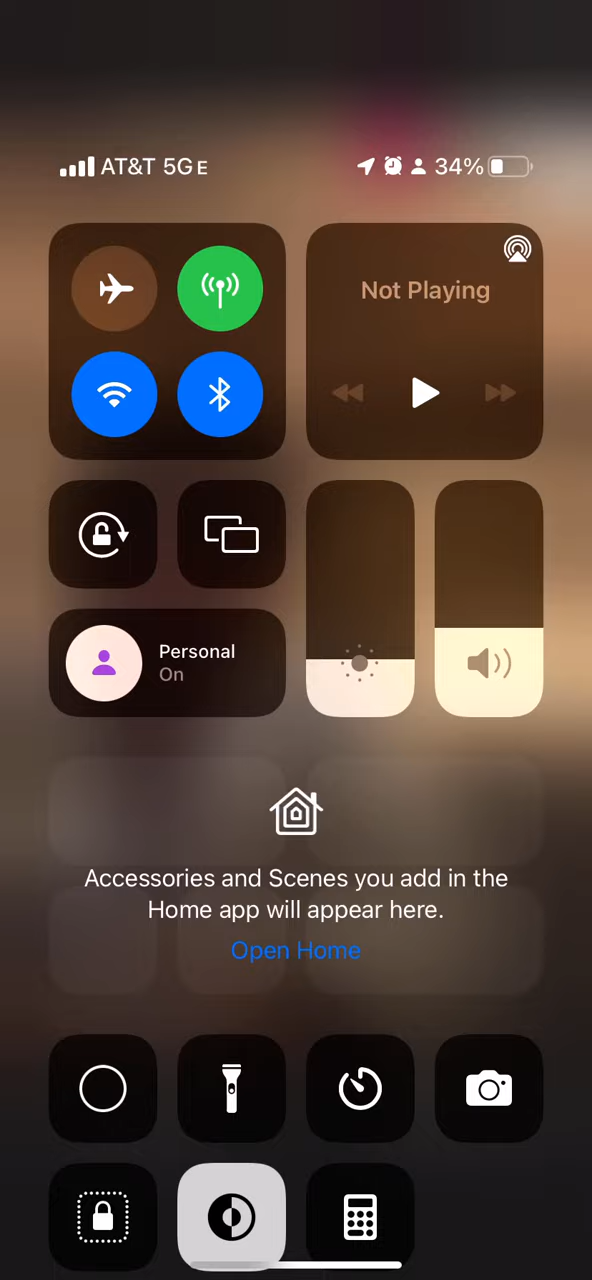 AT&T 5GE 34%
Not Playing
Personal
On
Accessories and Scenes you add in the
Home app will appear here.
Open Home